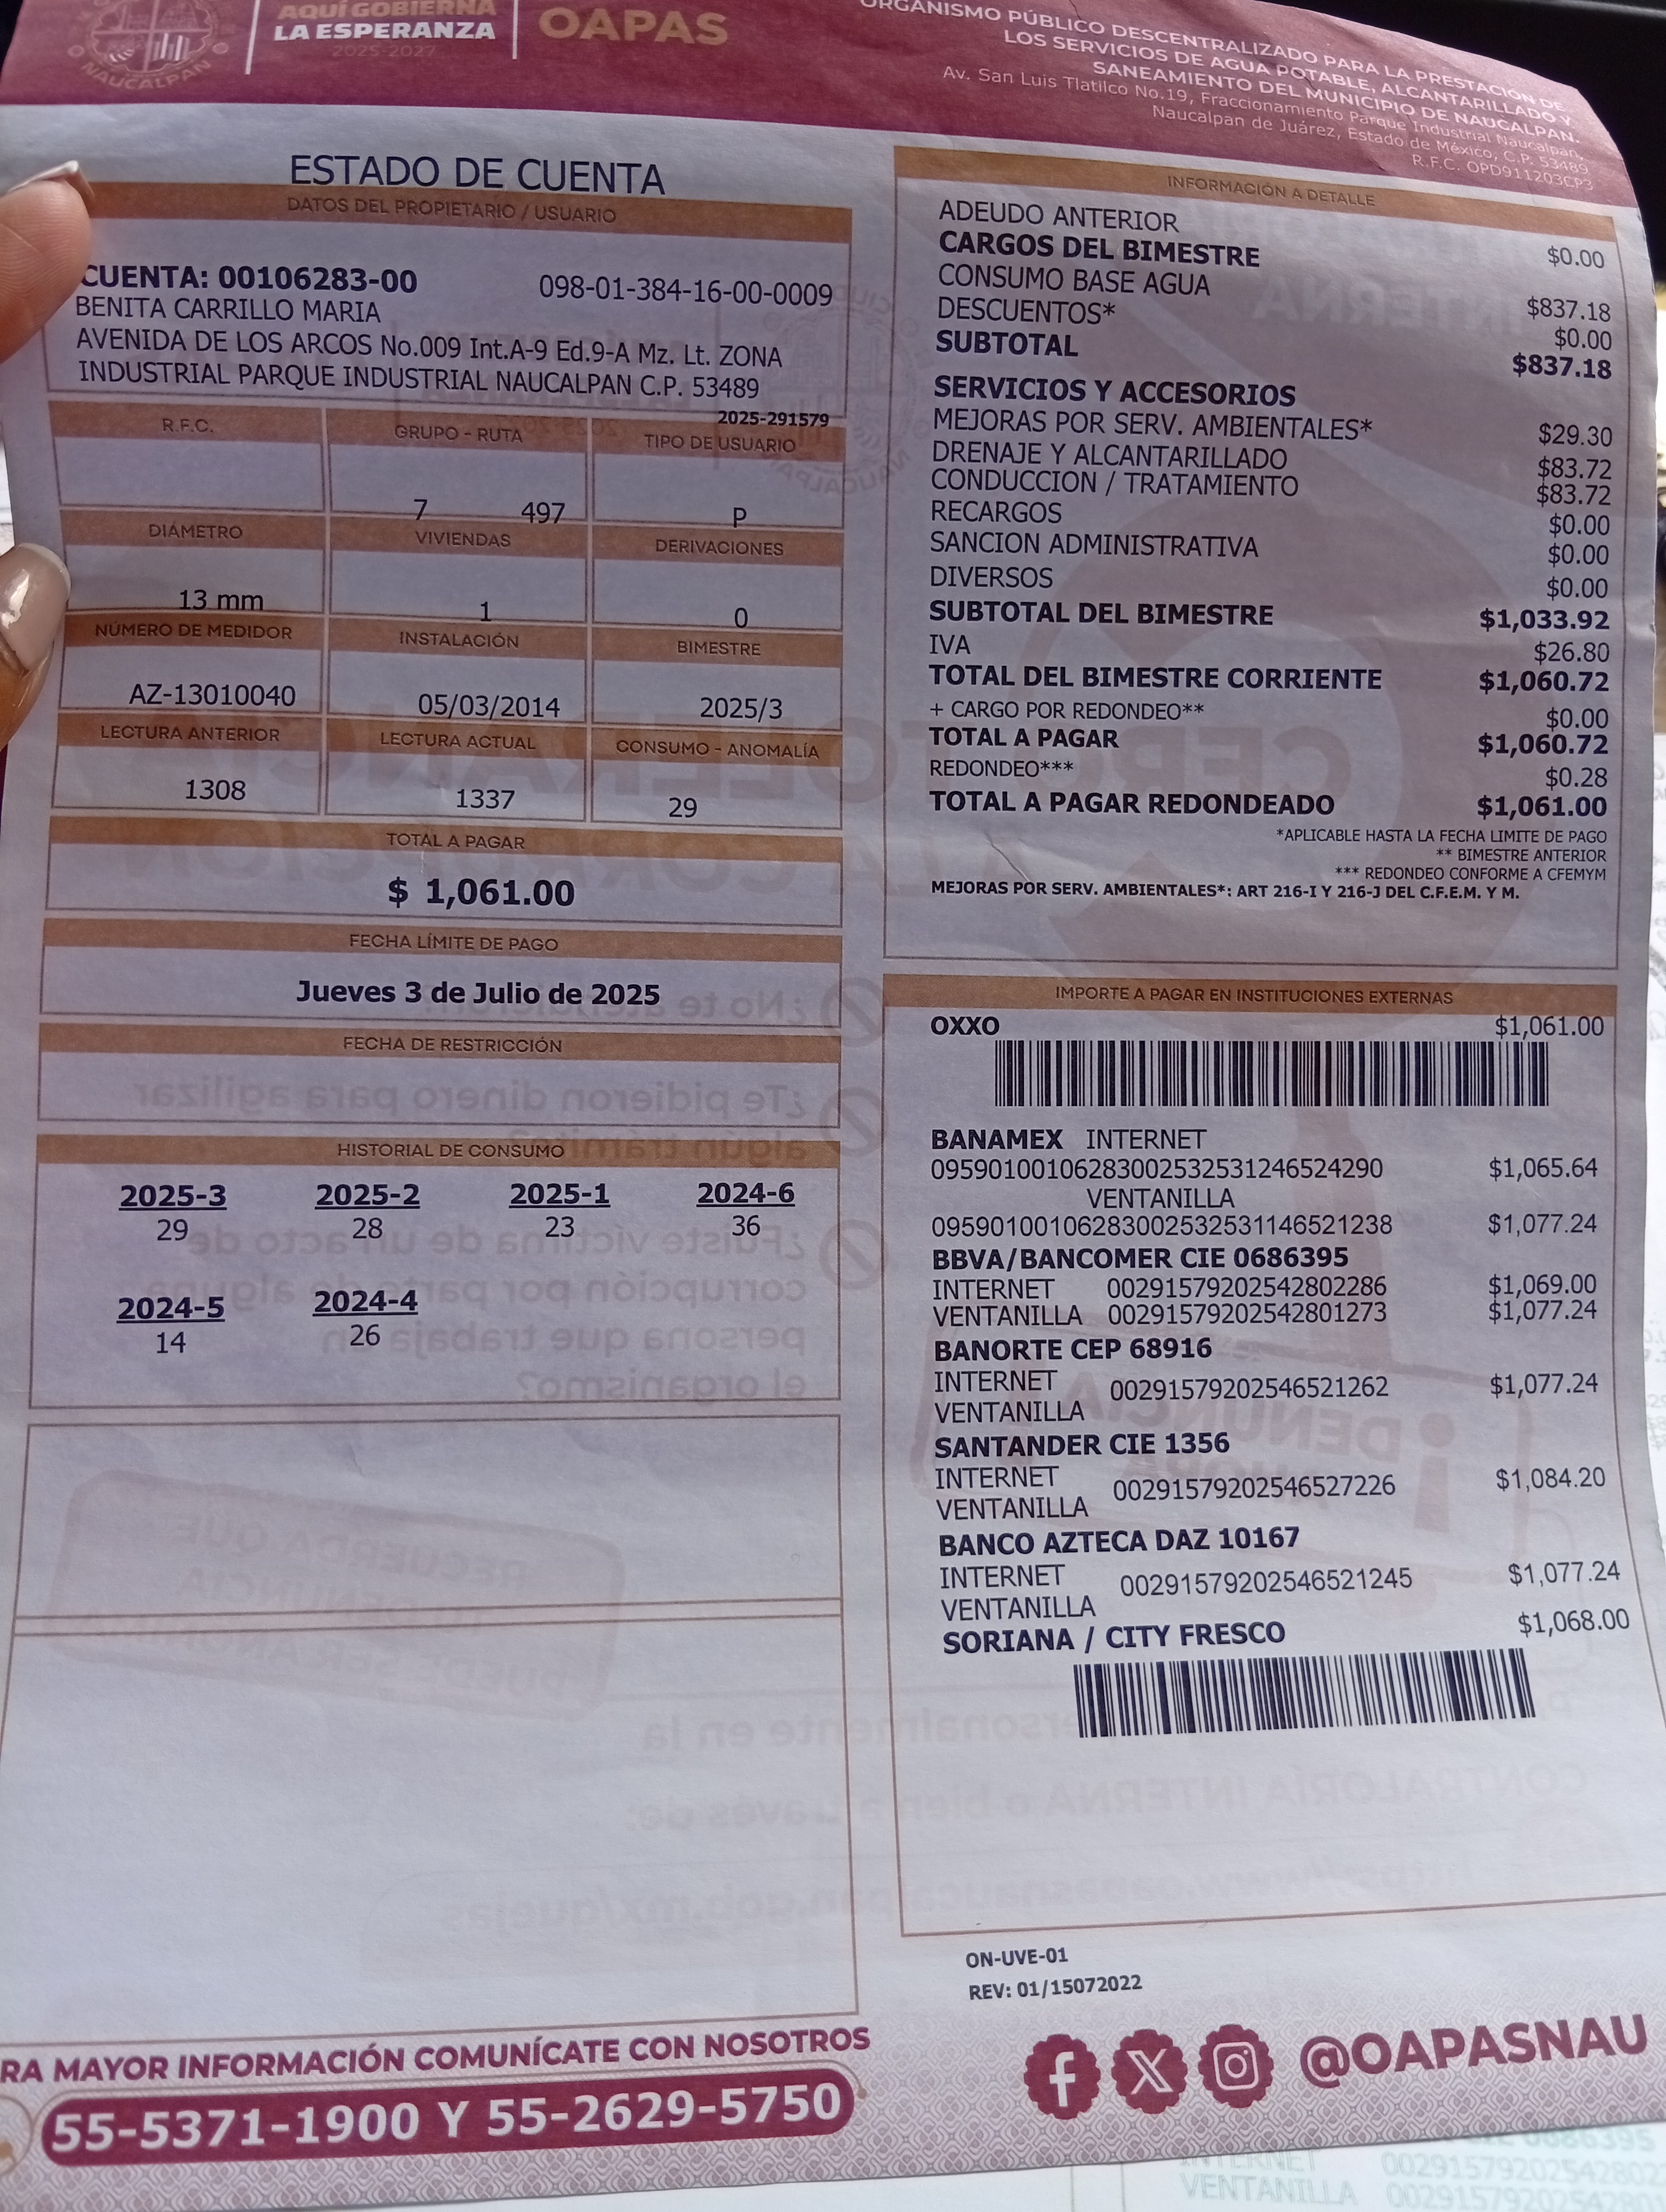 AQUÍ GOBIERNA
LA ESPERANZA
2025-2027
NAUCALPAN
OAPAS
ORGANISMO PÚBLICO DESCENTRALIZADO PARA LA PRESTACIÓN DE
LOS SERVICIOS DE AGUA POTABLE, ALCANTARILLADO Y
SANEAMIENTO DEL MUNICIPIO DE NAUCALPAN.
Av. San Luis Tlatilco No.19, Fraccionamiento Parque Industrial Naucalpan,
Naucalpan de Juárez, Estado de México, C.P. 53489
R.F.C. OPD911203CP3
ESTADO DE CUENTA
DATOS DEL PROPIETARIO / USUARIO
CUENTA: 00106283-00 098-01-384-16-00-0009
BENITA CARRILLO MARIA
AVENIDA DE LOS ARCOS No.009 Int.A-9 Ed.9-A Mz. Lt. ZONA
INDUSTRIAL PARQUE INDUSTRIAL NAUCALPAN C.P. 53489
2025-291579
R.F.C. GRUPO - RUTA TIPO DE USUARIO
7 497 P
DIÁMETRO VIVIENDAS DERIVACIONES
13 mm 1 0
NÚMERO DE MEDIDOR INSTALACIÓN BIMESTRE
AZ-13010040 05/03/2014 2025/3
LECTURA ANTERIOR LECTURA ACTUAL CONSUMO - ANOMALÍA
1308 1337 29
TOTAL A PAGAR
$ 1,061.00
FECHA LÍMITE DE PAGO
Jueves 3 de Julio de 2025
FECHA DE RESTRICCIÓN
HISTORIAL DE CONSUMO
2025-3 2025-2 2025-1 2024-6
29 28 23 36
2024-5 2024-4
14 26
INFORMACIÓN A DETALLE
ADEUDO ANTERIOR $0.00
CARGOS DEL BIMESTRE
CONSUMO BASE AGUA $837.18
DESCUENTOS* $0.00
SUBTOTAL $837.18
SERVICIOS Y ACCESORIOS
MEJORAS POR SERV. AMBIENTALES* $29.30
DRENAJE Y ALCANTARILLADO $83.72
CONDUCCION / TRATAMIENTO $83.72
RECARGOS $0.00
SANCION ADMINISTRATIVA $0.00
DIVERSOS $0.00
SUBTOTAL DEL BIMESTRE $1,033.92
IVA $26.80
TOTAL DEL BIMESTRE CORRIENTE $1,060.72
+ CARGO POR REDONDEO** $0.00
TOTAL A PAGAR $1,060.72
REDONDEO*** $0.28
TOTAL A PAGAR REDONDEADO $1,061.00
*APLICABLE HASTA LA FECHA LIMITE DE PAGO
** BIMESTRE ANTERIOR
*** REDONDEO CONFORME A CFEMYM
MEJORAS POR SERV. AMBIENTALES*: ART 216-I Y 216-J DEL C.F.E.M. Y M.
IMPORTE A PAGAR EN INSTITUCIONES EXTERNAS
OXXO $1,061.00
BANAMEX INTERNET
095901001062830025325312465​24290 $1,065.64
VENTANILLA
09590100106283002532531146521238 $1,077.24
BBVA/BANCOMER CIE 0686395
INTERNET 00291579202542802286 $1,069.00
VENTANILLA 00291579202542801273 $1,077.24
BANORTE CEP 68916
INTERNET 00291579202546521262 $1,077.24
VENTANILLA
SANTANDER CIE 1356
INTERNET 00291579202546527226 $1,084.20
VENTANILLA
BANCO AZTECA DAZ 10167
INTERNET 00291579202546521245 $1,077.24
VENTANILLA
SORIANA / CITY FRESCO $1,068.00
ON-UVE-01
REV: 01/15072022
RA MAYOR INFORMACIÓN COMUNÍCATE CON NOSOTROS
55-5371-1900 Y 55-2629-5750
@OAPASNAU
INTERNET
VENTANILLA